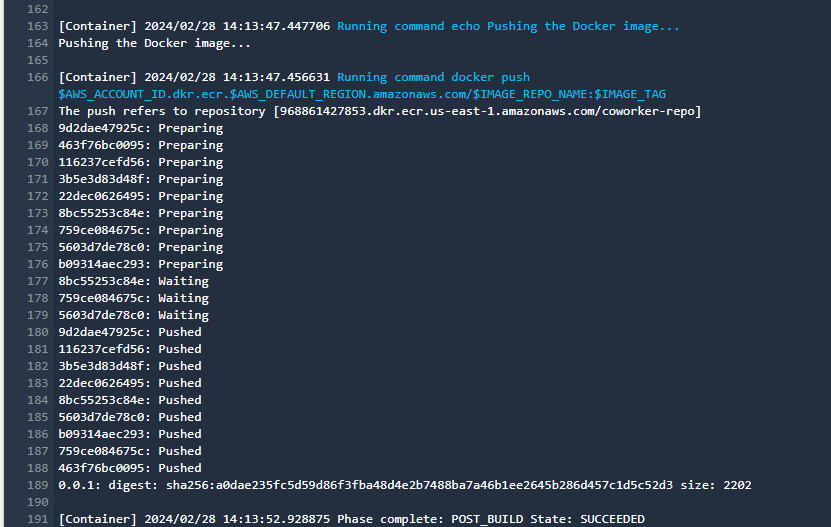 162
163 [Container] 2024/02/28 14:13:47.447706 Running command echo Pushing the Docker image...
164 Pushing the Docker image...
165
166 [Container] 2024/02/28 14:13:47.456631 Running command docker push
$AWS_ACCOUNT_ID.dkr.ecr.$AWS_DEFAULT_REGION.amazonaws.com/$IMAGE_REPO_NAME:$IMAGE_TAG
167 The push refers to repository [968861427853.dkr.ecr.us-east-1.amazonaws.com/coworker-repo]
168 9d2dae47925c: Preparing
169 463f76bc0095: Preparing
170 116237cefd56: Preparing
171 3b5e3d83d48f: Preparing
172 22dec0626495: Preparing
173 8bc55253c84e: Preparing
174 759ce084675c: Preparing
175 5603d7de78c0: Preparing
176 b09314aec293: Preparing
177 8bc55253c84e: Waiting
178 759ce084675c: Waiting
179 5603d7de78c0: Waiting
180 9d2dae47925c: Pushed
181 116237cefd56: Pushed
182 3b5e3d83d48f: Pushed
183 22dec0626495: Pushed
184 8bc55253c84e: Pushed
185 5603d7de78c0: Pushed
186 b09314aec293: Pushed
187 759ce084675c: Pushed
188 463f76bc0095: Pushed
189 0.0.1: digest: sha256:a0dae235fc5d59d86f3fba48d4e2b7488ba7a46b1ee2645b286d457c1d5c52d3 size: 2202
190
191 [Container] 2024/02/28 14:13:52.928875 Phase complete: POST_BUILD State: SUCCEEDED